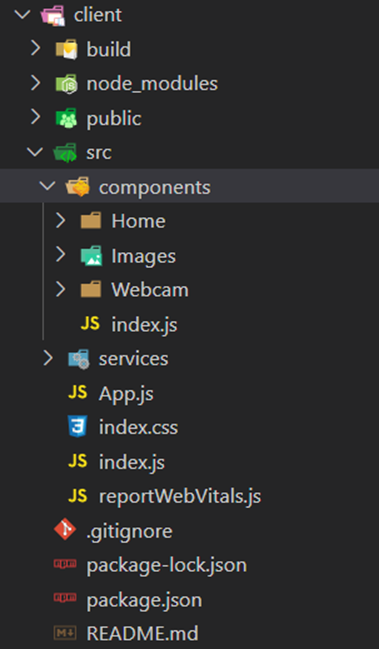 client
build
node_modules
public
src
components
Home
Images
Webcam
JS index.js
services
JS App.js
index.css
JS index.js
JS reportWebVitals.js
.gitignore
package-lock.json
package.json
README.md